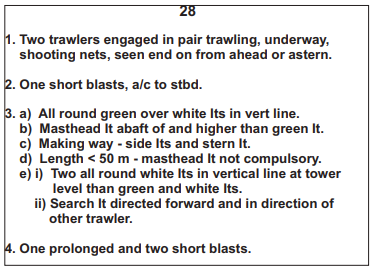 28
1. Two trawlers engaged in pair trawling, underway,
shooting nets, seen end on from ahead or astern.
2. One short blasts, a/c to stbd.
3. a) All round green over white lts in vert line.
b) Masthead lt abaft of and higher than green lt.
c) Making way - side lts and stern lt.
d) Length < 50 m - masthead lt not compulsory.
e) i) Two all round white lts in vertical line at tower
level than green and white lts.
ii) Search lt directed forward and in direction of
other trawler.
4. One prolonged and two short blasts.